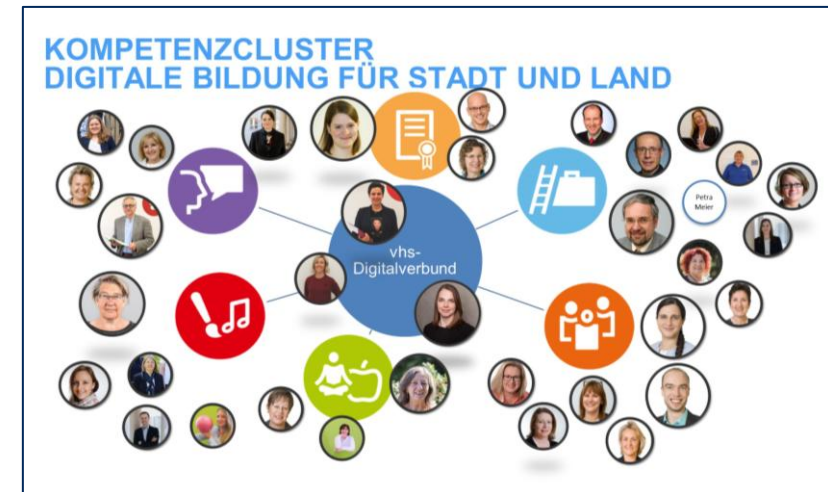 KOMPETENZCLUSTER
DIGITALE BILDUNG FÜR STADT UND LAND
vhs-
Digitalverbund
Petra
Meier